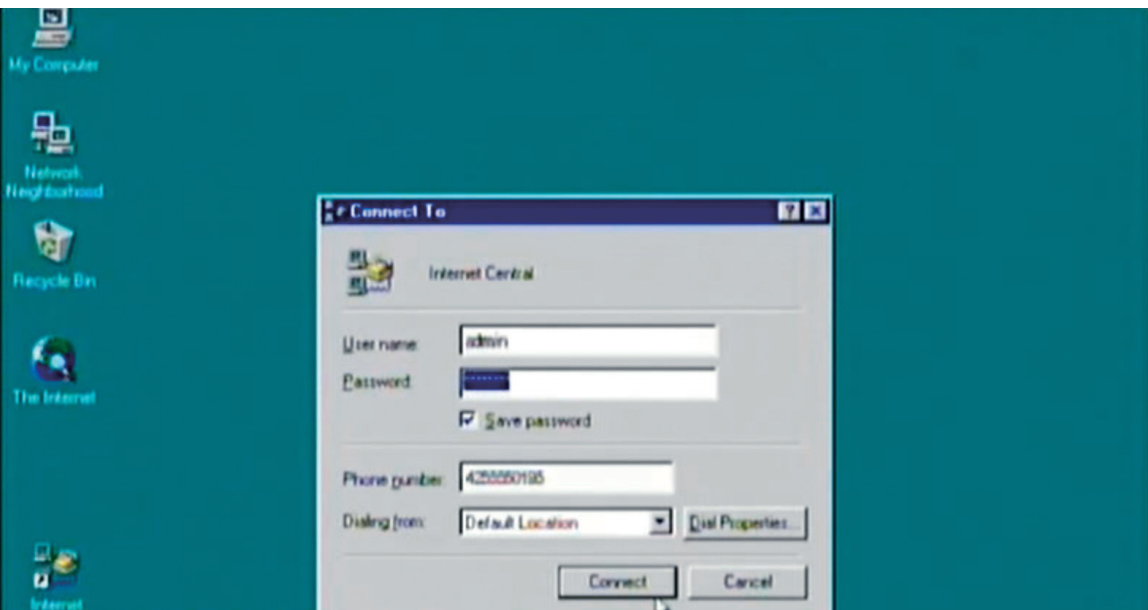 My Computer
Network
Neighborhood
Recycle Bin
The Internet
Internet
Connect To
Internet Central
User name:
admin
Password:
Save password
Phone number:
4255550195
Dialing from:
Default Location
Dial Properties...
Connect
Cancel